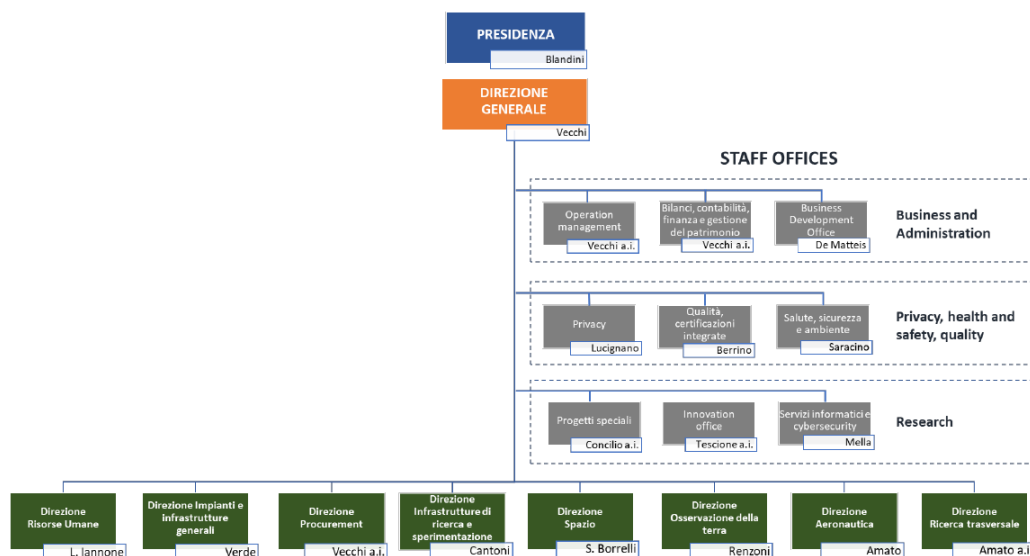 PRESIDENZA
Blandini
DIREZIONE
GENERALE
Vecchi
STAFF OFFICES
Operation
management
Vecchi a.i.
Bilanci, contabilità,
finanza e gestione
del patrimonio
Vecchi a.i.
Business
Development
Office
De Matteis
Business and
Administration
Privacy
Lucignano
Qualità,
certificazioni
integrate
Berrino
Salute, sicurezza
e ambiente
Saracino
Privacy, health and
safety, quality
Progetti speciali
Concilio a.i.
Innovation
office
Tescione a.i.
Servizi informatici e
cybersecurity
Mella
Research
Direzione
Risorse Umane
L. Iannone
Direzione Impianti e
infrastrutture
generali
Verde
Direzione
Procurement
Vecchi a.i.
Direzione
Infrastrutture di
ricerca e
sperimentazione
Cantoni
Direzione
Spazio
S. Borrelli
Direzione
Osservazione della
terra
Renzoni
Direzione
Aeronautica
Amato
Direzione
Ricerca trasversale
Amato a.i.